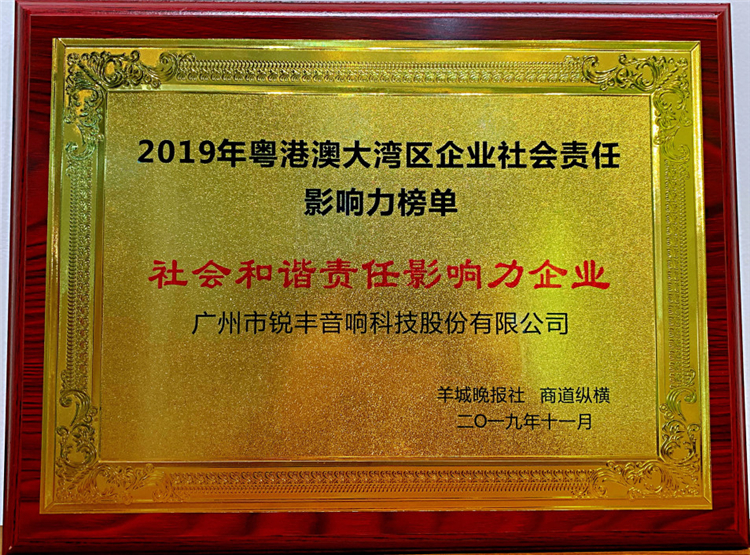 2019年粤港澳大湾区企业社会责任
影响力榜单
社会和谐责任影响力企业
广州市锐丰音响科技股份有限公司
羊城晚报社 商道纵横
二〇一九年十一月